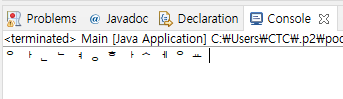 Problems @ Javadoc Declaration Console
<terminated> Main [Java Application] C:₩Users₩CTC₩.p2₩poo
ㅇ ㅏ ㄴ ㄴ ㅕ ㅇ ㅎ ㅏ ㅅ ㅔ ㅇ ㅛ